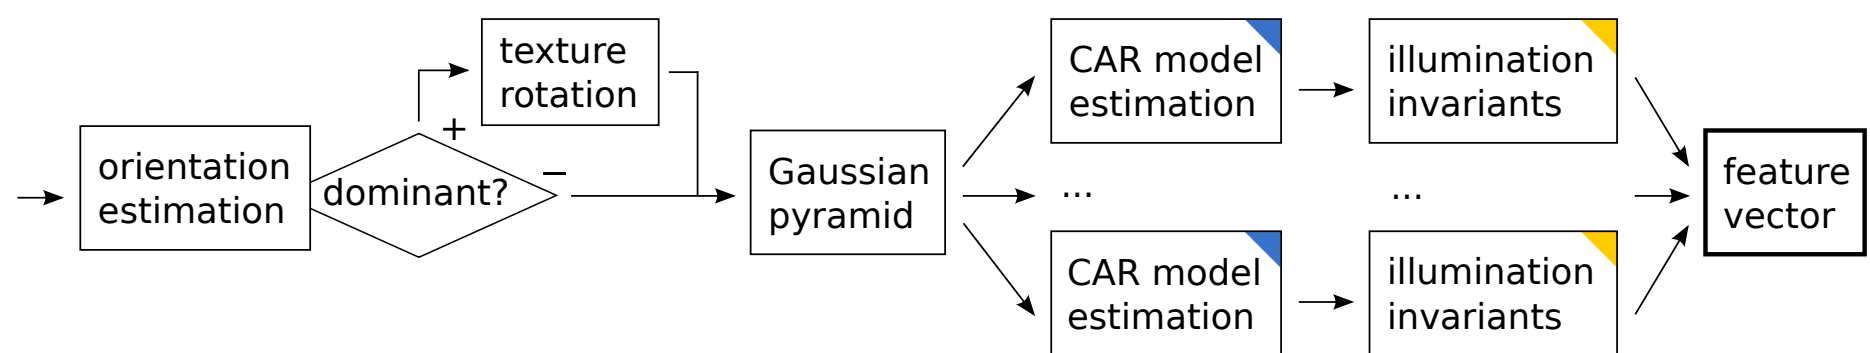 orientation
estimation
dominant?
+
texture
rotation
−
Gaussian
pyramid
CAR model
estimation
illumination
invariants
...
...
CAR model
estimation
illumination
invariants
feature
vector